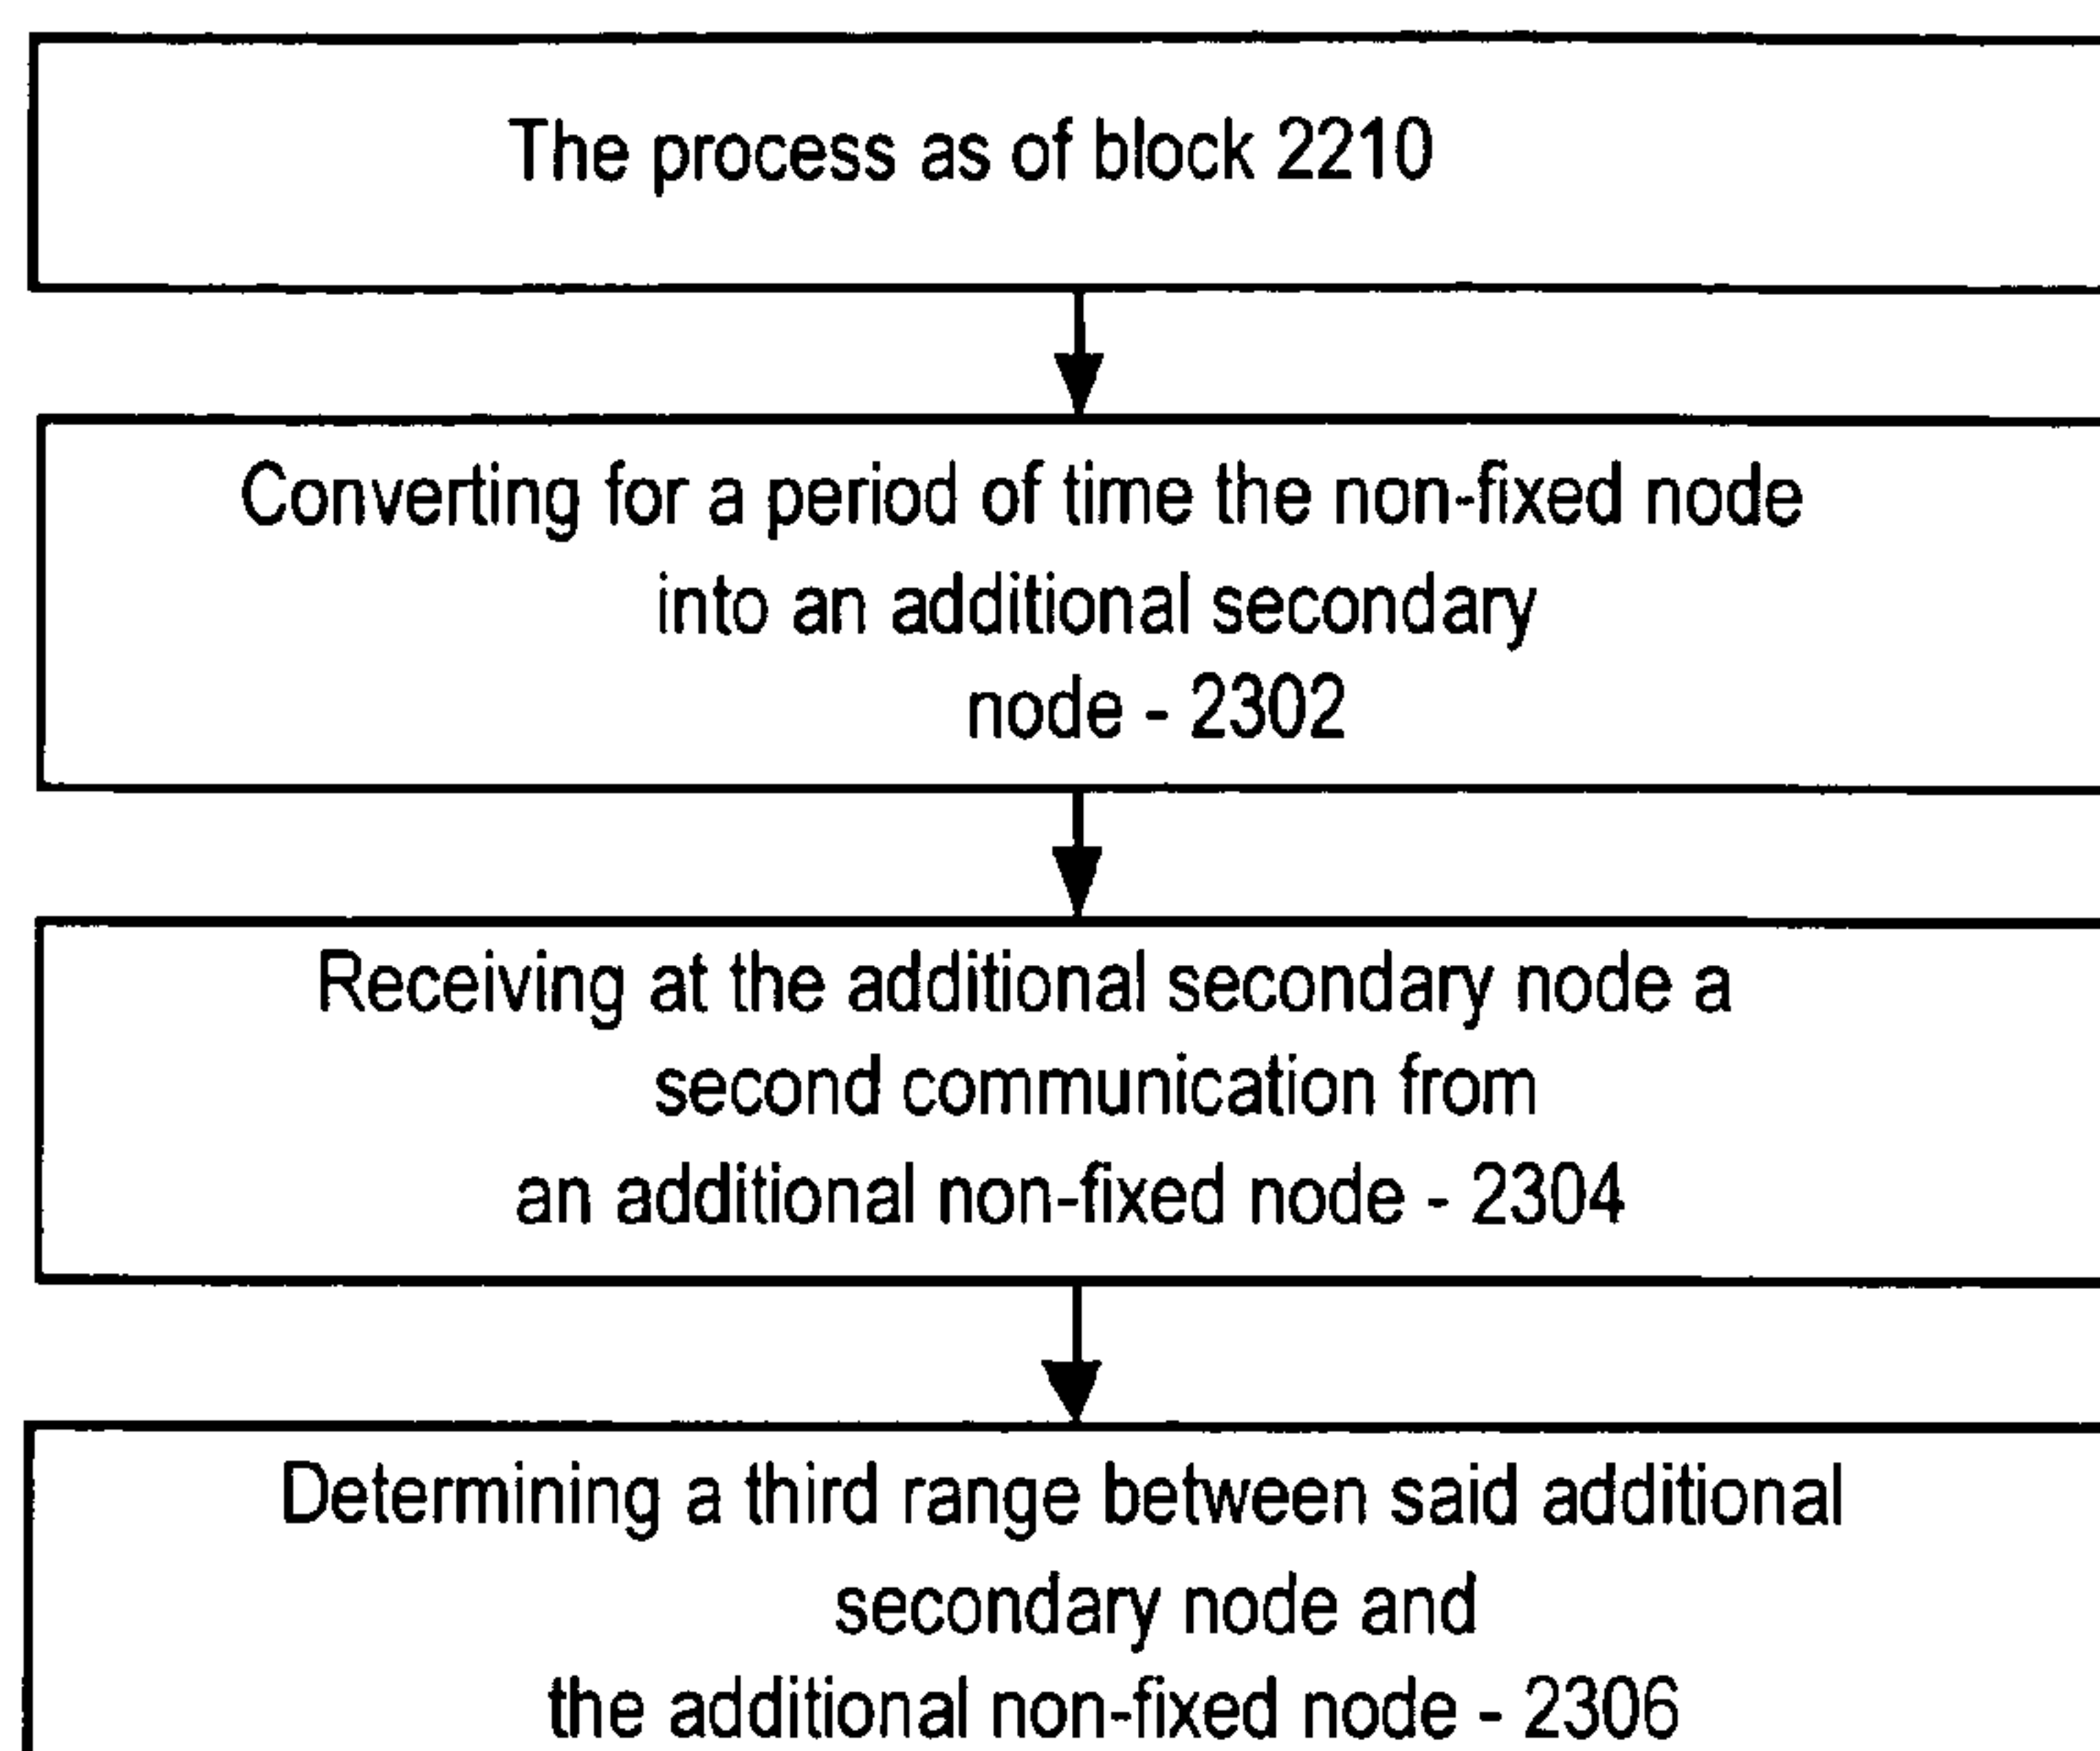 The process as of block 2210
Converting for a period of time the non-fixed node
into an additional secondary
node - 2302
Receiving at the additional secondary node a
second communication from
an additional non-fixed node - 2304
Determining a third range between said additional
secondary node and
the additional non-fixed node - 2306